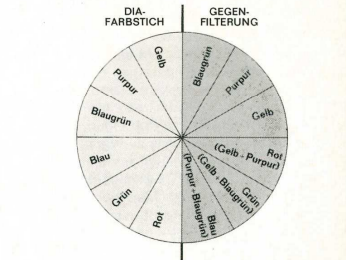 DIA-
FARBSTICH
GEGEN-
FILTERUNG
Gelb
Purpur
Blaugrün
Blau
Grün
Rot
Blaugrün
Purpur
Gelb
Rot
(Gelb+Purpur)
Grün
(Gelb+Blaugrün)
Blau
(Purpur+Blaugrün)